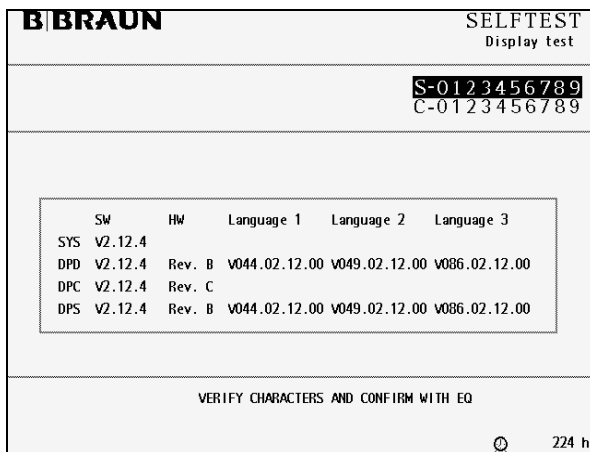 B|BRAUN
SELFTEST
Display test
S-0123456789
C-0123456789
SW HW Language 1 Language 2 Language 3
SYS V2.12.4
DPD V2.12.4 Rev. B V044.02.12.00 V049.02.12.00 V086.02.12.00
DPC V2.12.4 Rev. C
DPS V2.12.4 Rev. B V044.02.12.00 V049.02.12.00 V086.02.12.00
VERIFY CHARACTERS AND CONFIRM WITH EQ
224 h